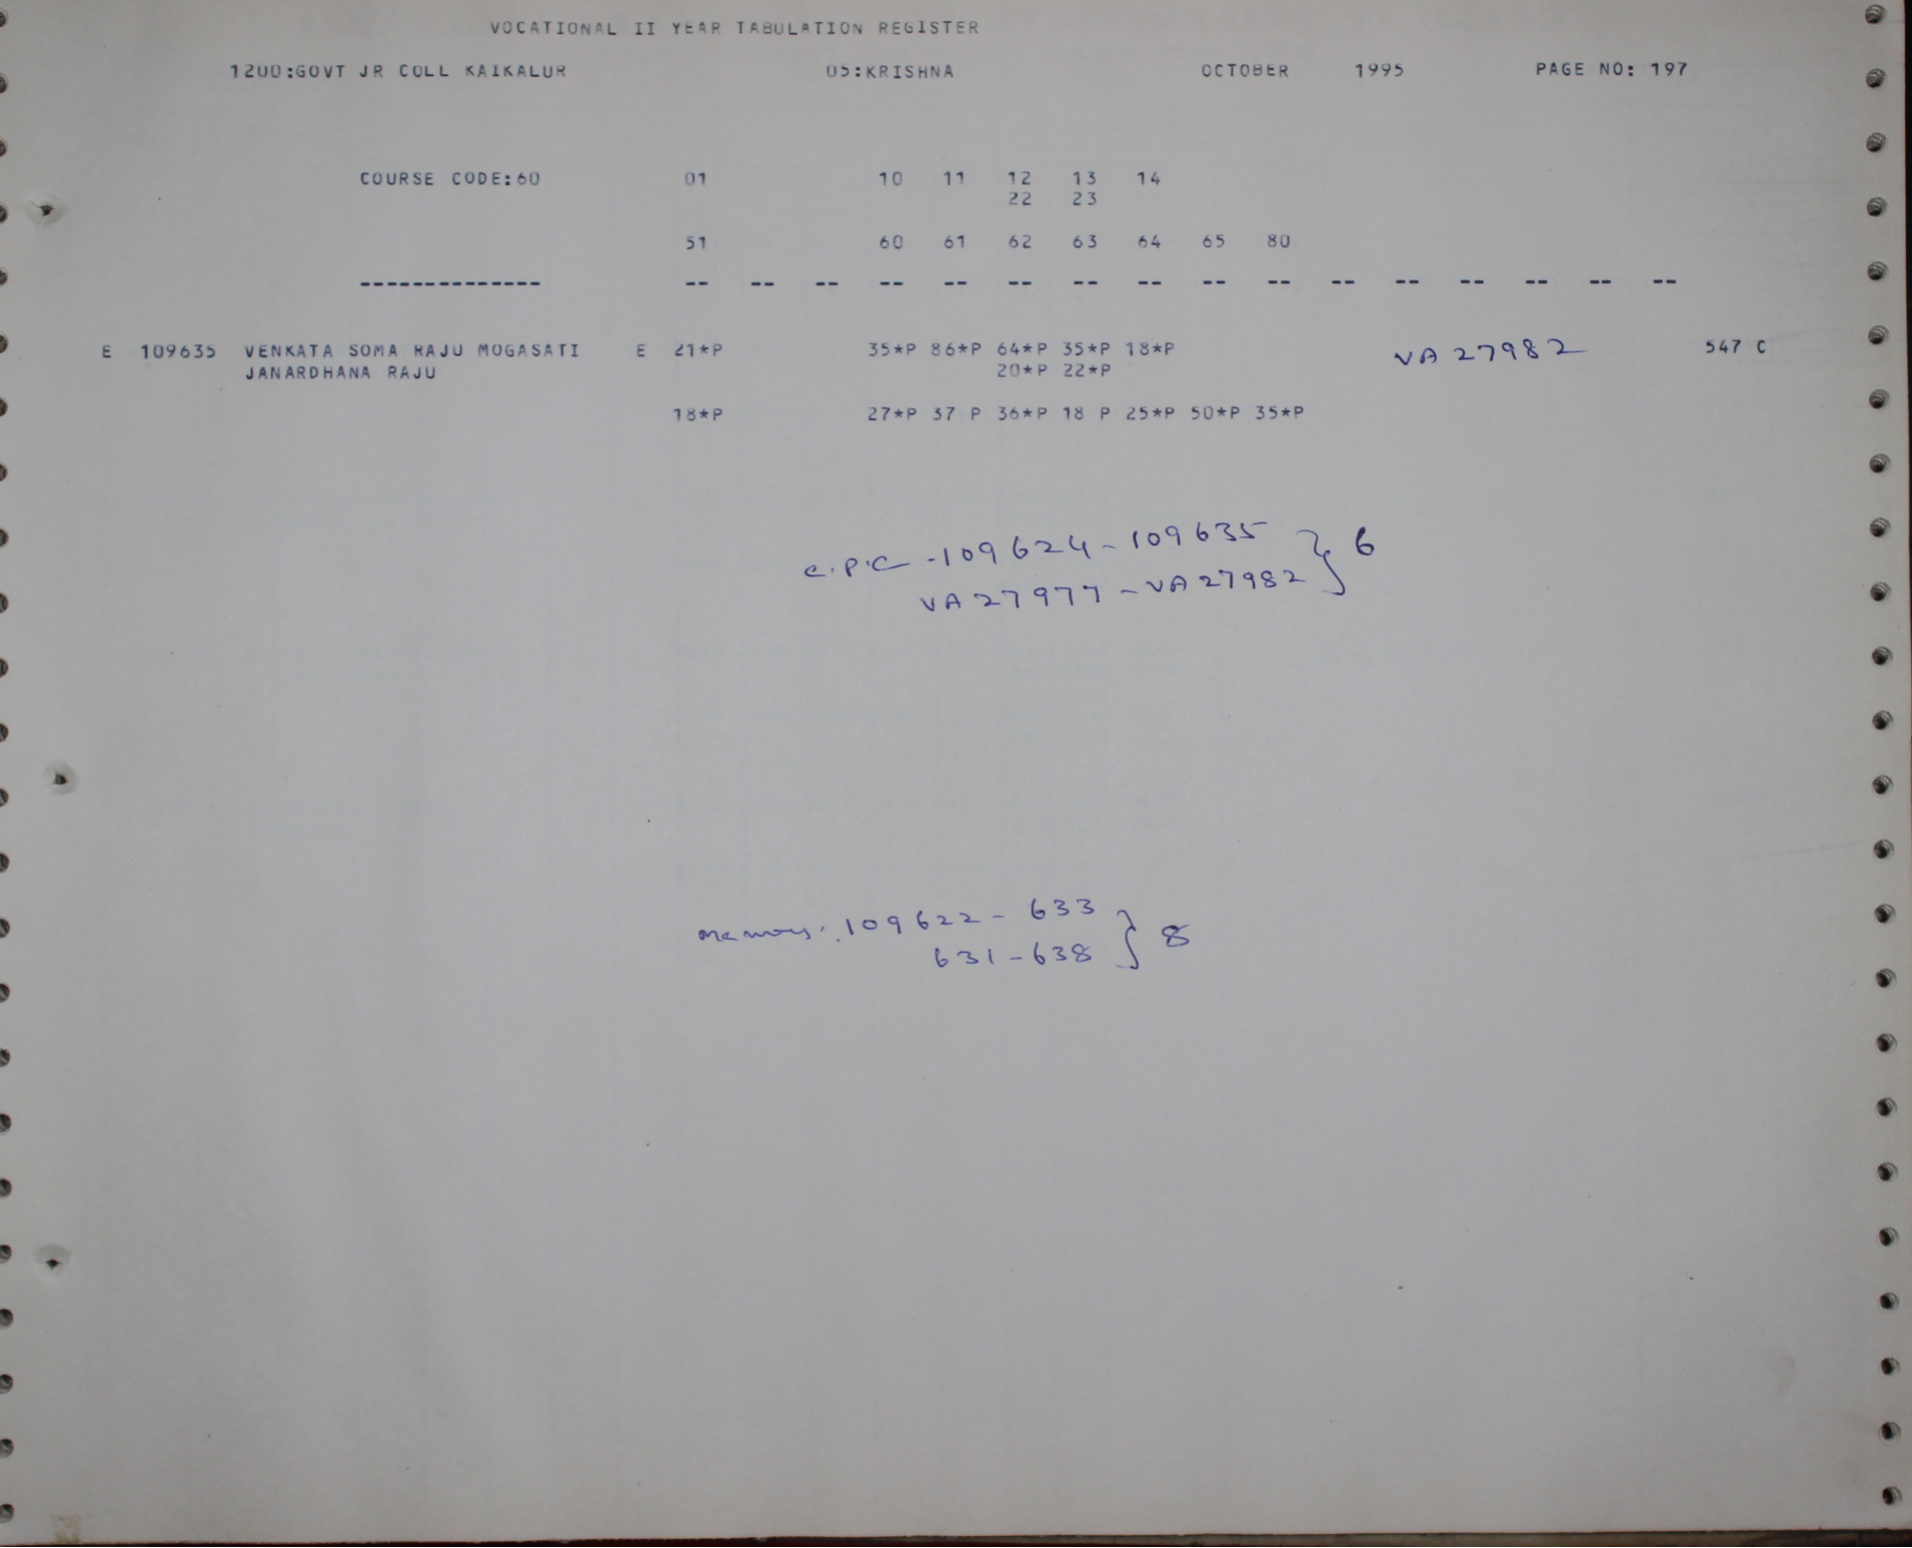 VOCATIONAL II YEAR TABULATION REGISTER
1200:GOVT JR COLL KAIKALUR 05:KRISHNA OCTOBER 1995 PAGE NO: 197
COURSE CODE:60 01 10 11 12 13 14
22 23
51 60 61 62 63 64 65 80
-------------- -- -- -- -- -- -- -- -- -- -- -- -- -- -- -- --
E 109635 VENKATA SOMA RAJU MOGASATI E 21*P 35*P 86*P 64*P 35*P 18*P VA 27982 547 C
JANARDHANA RAJU 20*P 22*P
18*P 27*P 37 P 36*P 18 P 25*P 50*P 35*P
C.P.C - 109624 - 109635 } 6
VA 27977 - VA 27982
109622 - 633 } 8
631 - 638